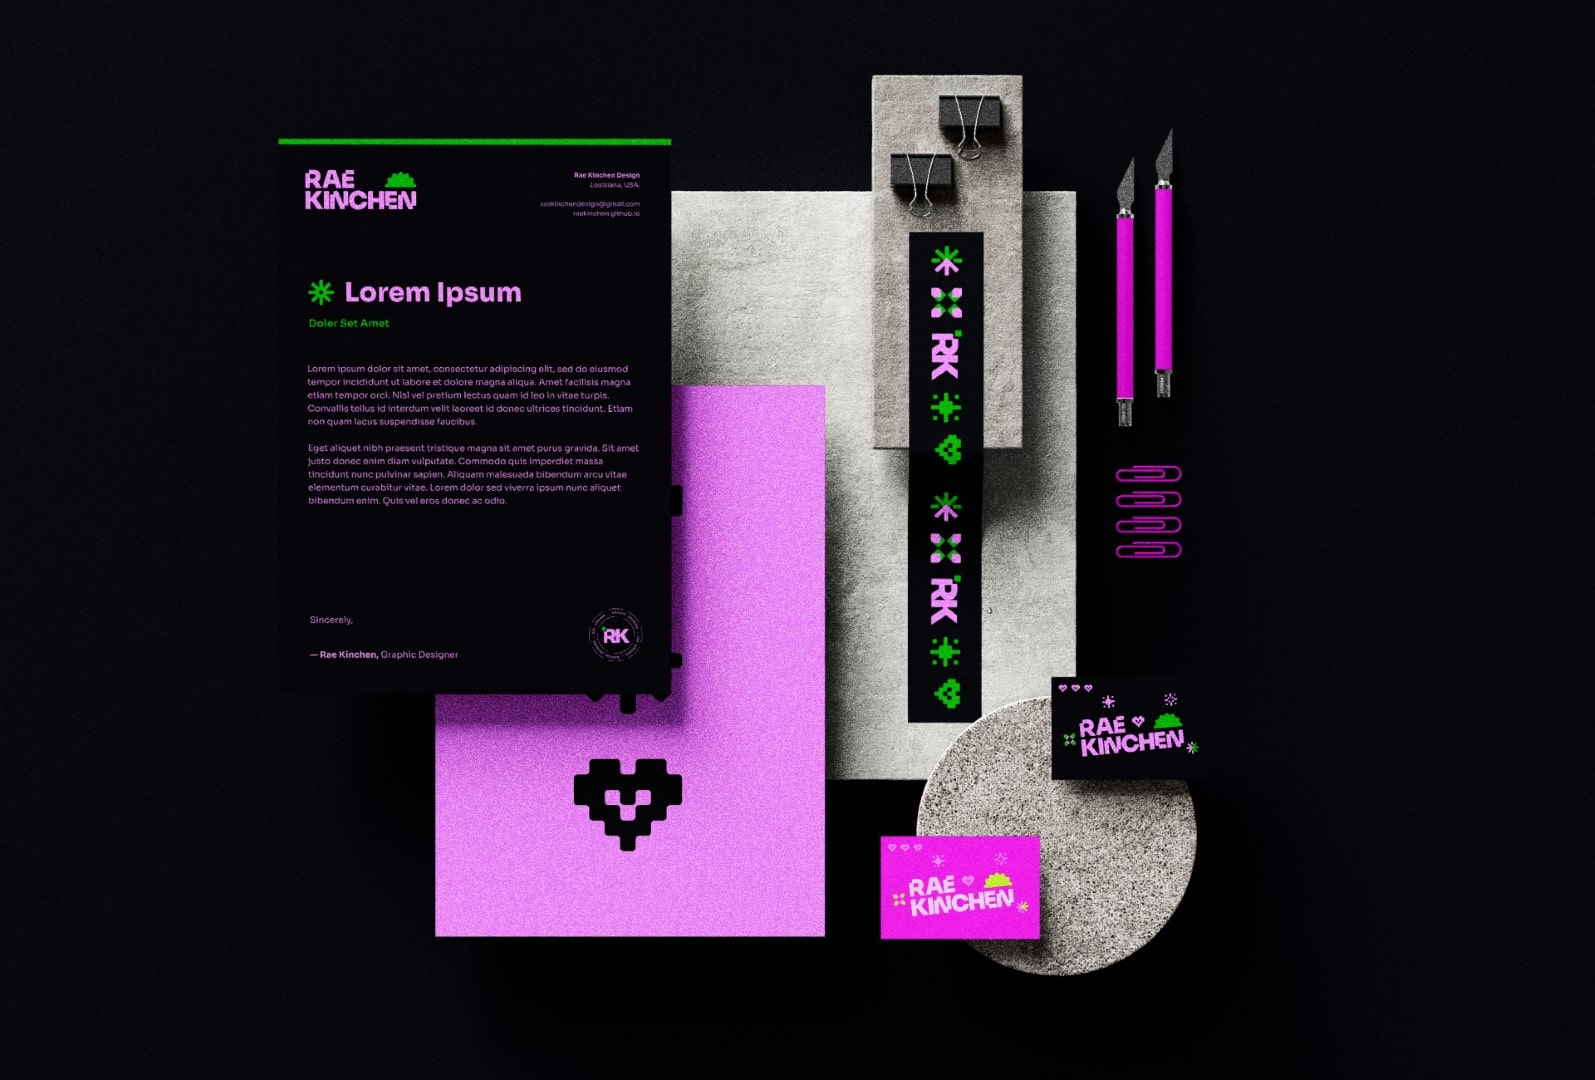 RAE
KINCHEN
Rae Kinchen Design
Louisiana, USA.
raekinchendesign@gmail.com
raekinchen.github.io
Lorem Ipsum
Doler Set Amet
Lorem ipsum dolor sit amet, consectetur adipiscing elit, sed do eiusmod
tempor incididunt ut labore et dolore magna aliqua. Amet facilisis magna
etiam tempor orci. Nisl vel pretium lectus quam id leo in vitae turpis.
Convallis tellus id interdum velit laoreet id donec ultrices tincidunt. Etiam
non quam lacus suspendisse faucibus.
Eget aliquet nibh praesent tristique magna sit amet purus gravida. Sit amet
justo donec enim diam vulputate. Commodo quis imperdiet massa
tincidunt nunc pulvinar sapien. Aliquam malesuada bibendum arcu vitae
elementum curabitur vitae. Lorem dolor sed viverra ipsum nunc aliquet
bibendum enim. Quis vel eros donec ac odio.
Sincerely,
— Rae Kinchen, Graphic Designer
RK
RK
RK
RAE
KINCHEN
RAE
KINCHEN